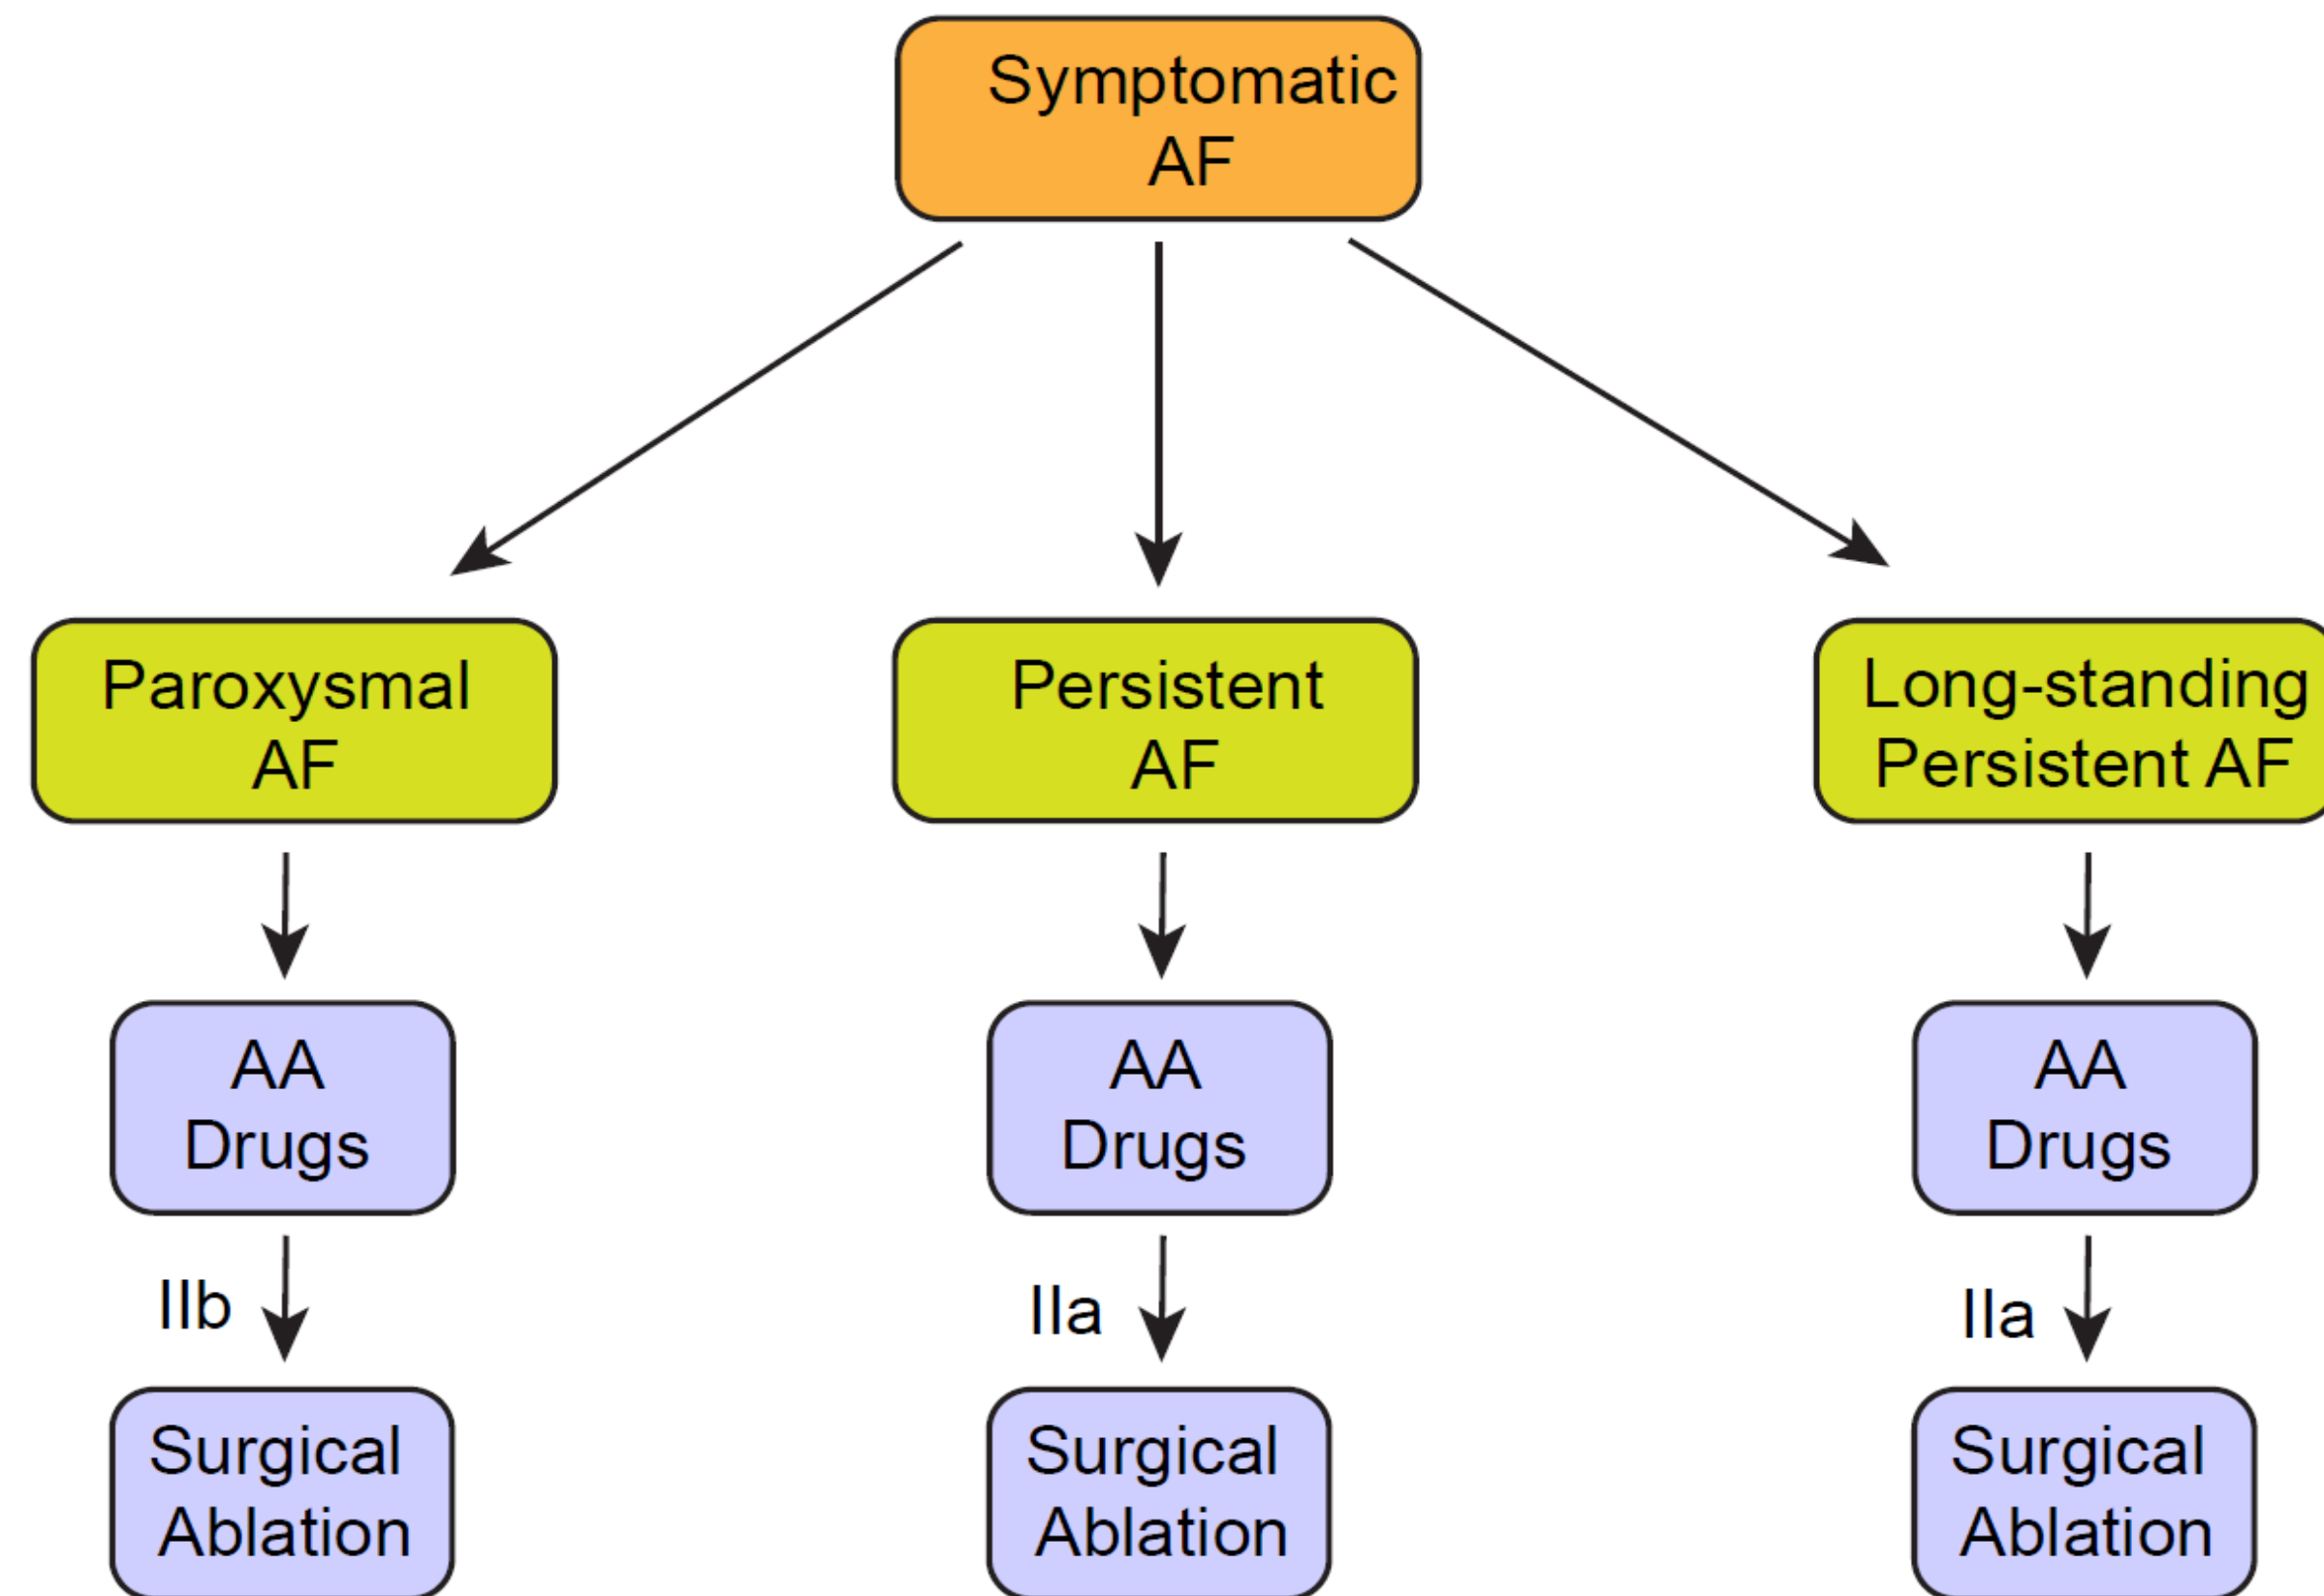 Symptomatic
AF
Paroxysmal
AF
Persistent
AF
Long-standing
Persistent AF
AA
Drugs
AA
Drugs
AA
Drugs
IIb
IIa
IIa
Surgical
Ablation
Surgical
Ablation
Surgical
Ablation